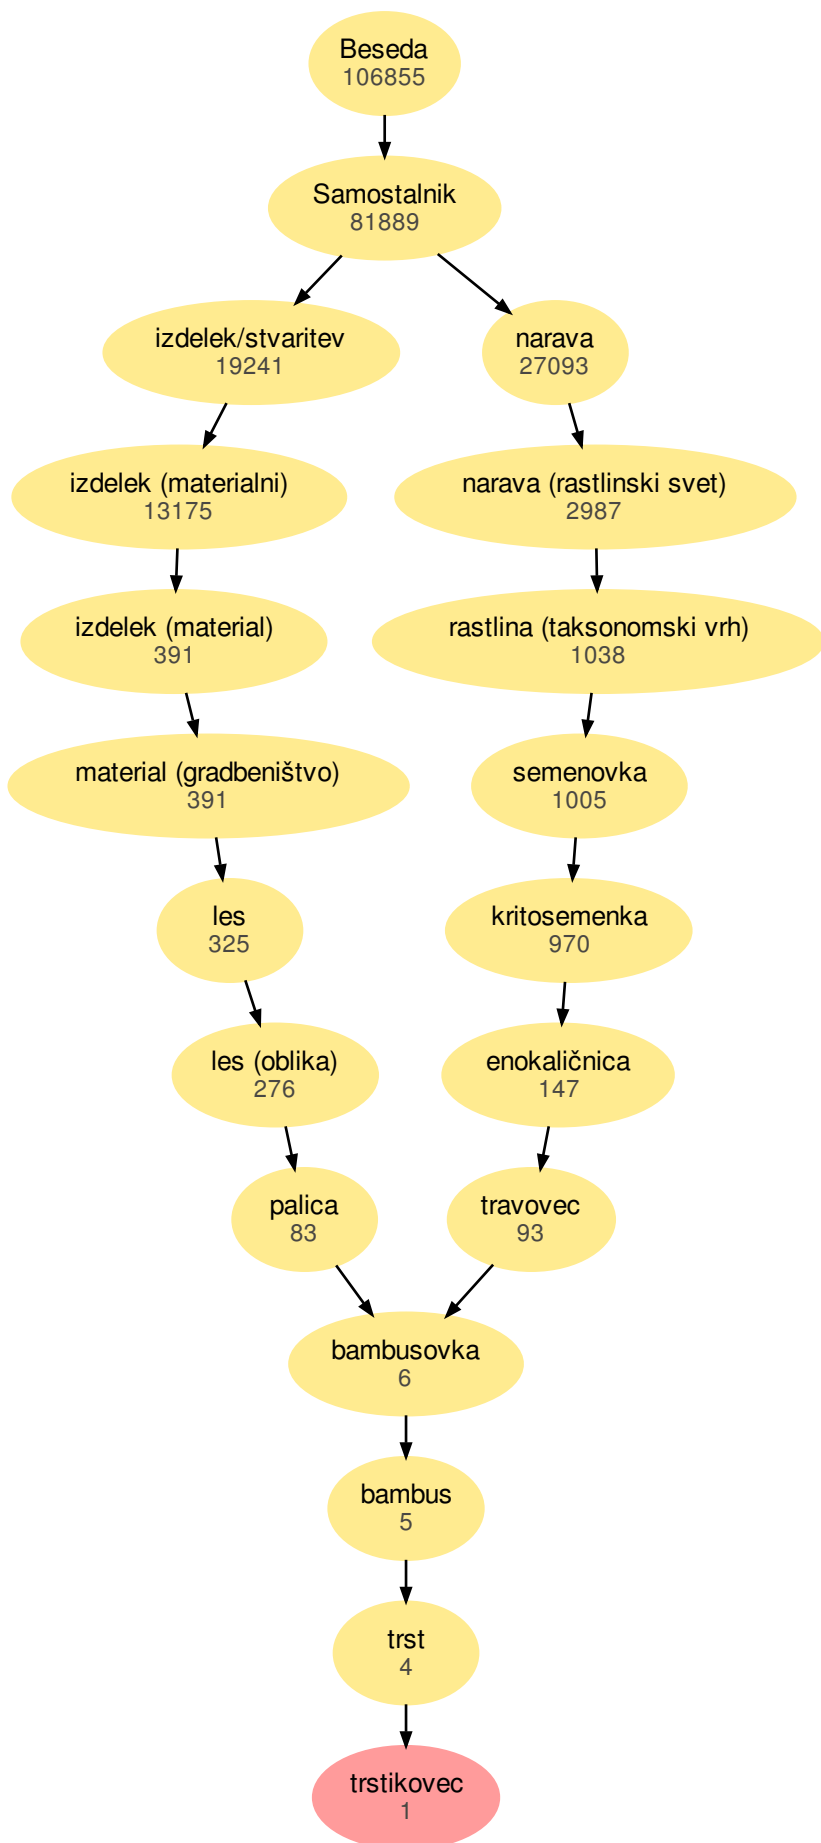 Beseda
106855
Samostalnik
81889
izdelek/stvaritev
19241
narava
27093
izdelek (materialni)
13175
narava (rastlinski svet)
2987
izdelek (material)
391
rastlina (taksonomski vrh)
1038
material (gradbeništvo)
391
semenovka
1005
les
325
kritosemenka
970
les (oblika)
276
enokaličnica
147
palica
83
travovec
93
bambusovka
6
bambus
5
trst
4
trstikovec
1